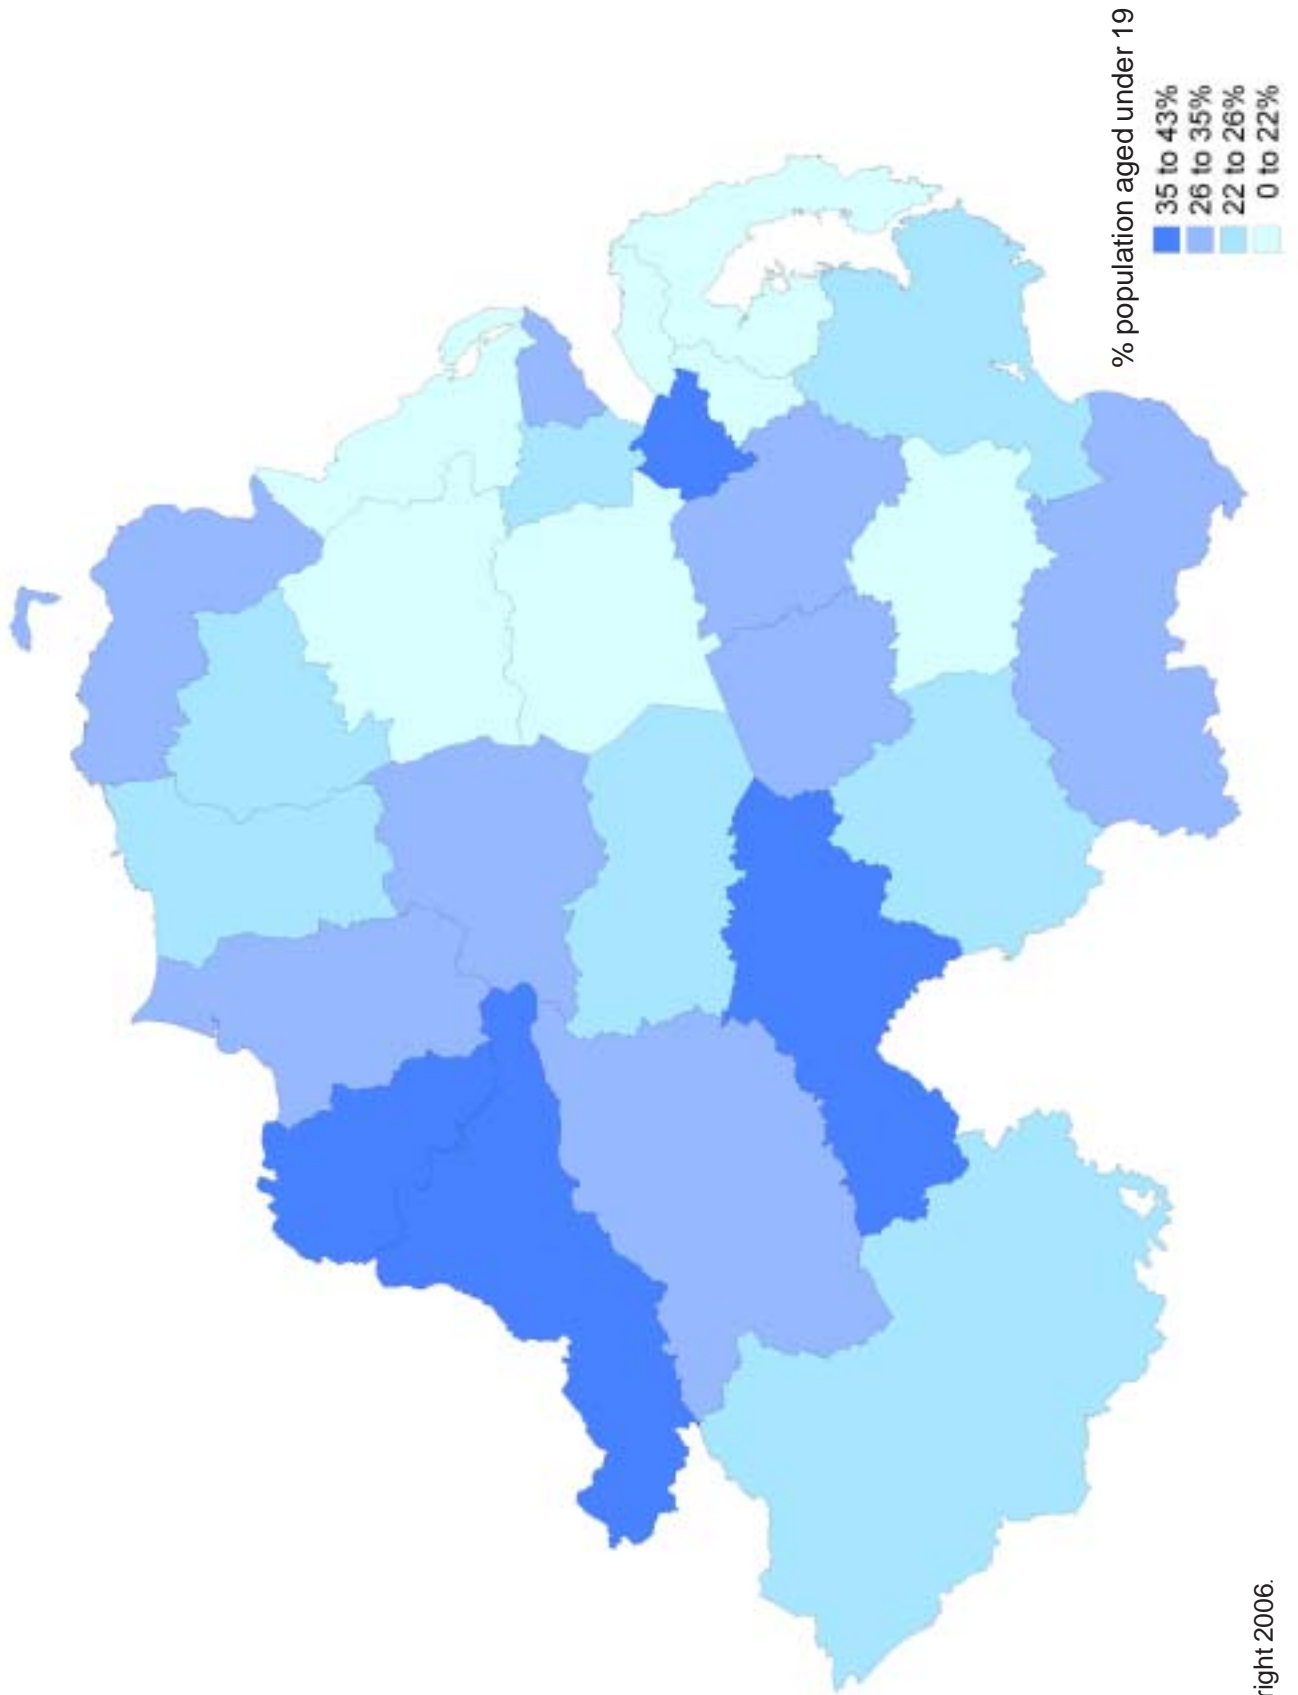 % population aged under 19
35 to 43%
26 to 35%
22 to 26%
0 to 22%
right 2006.